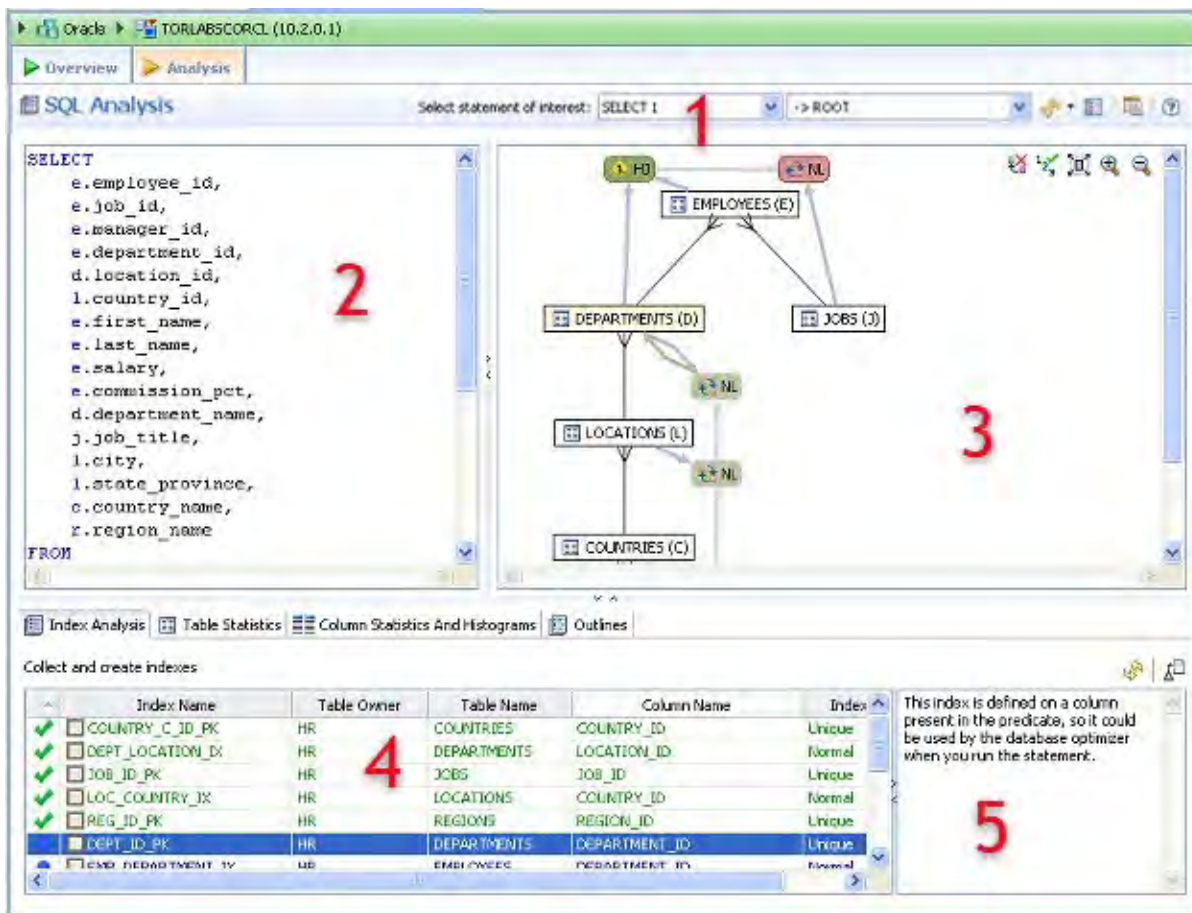 Oracle TORLABSCORCL (10.2.0.1)
Overview Analysis
SQL Analysis
Select statement of interest: SELECT 1 -> ROOT
1
SELECT
e.employee_id,
e.job_id,
e.manager_id,
e.department_id,
d.location_id,
l.country_id,
e.first_name,
e.last_name,
e.salary,
e.commission_pct,
d.department_name,
j.job_title,
l.city,
l.state_province,
c.country_name,
r.region_name
FROM
2
HJ NL
EMPLOYEES (E)
DEPARTMENTS (D) JOBS (J)
NL
LOCATIONS (L)
NL
COUNTRIES (C)
3
Index Analysis Table Statistics Column Statistics And Histograms Outlines
Collect and create indexes
Index Name Table Owner Table Name Column Name Index
COUNTRY_C_ID_PK HR COUNTRIES COUNTRY_ID Unique
DEPT_LOCATION_IX HR DEPARTMENTS LOCATION_ID Normal
JOB_ID_PK HR JOBS JOB_ID Unique
LOC_COUNTRY_IX HR LOCATIONS COUNTRY_ID Normal
REG_ID_PK HR REGIONS REGION_ID Unique
DEPT_ID_PK HR DEPARTMENTS DEPARTMENT_ID Unique
EMP_DEPARTMENT_IX HR EMPLOYEES DEPARTMENT_ID Normal
4
This index is defined on a column
present in the predicate, so it could
be used by the database optimizer
when you run the statement.
5